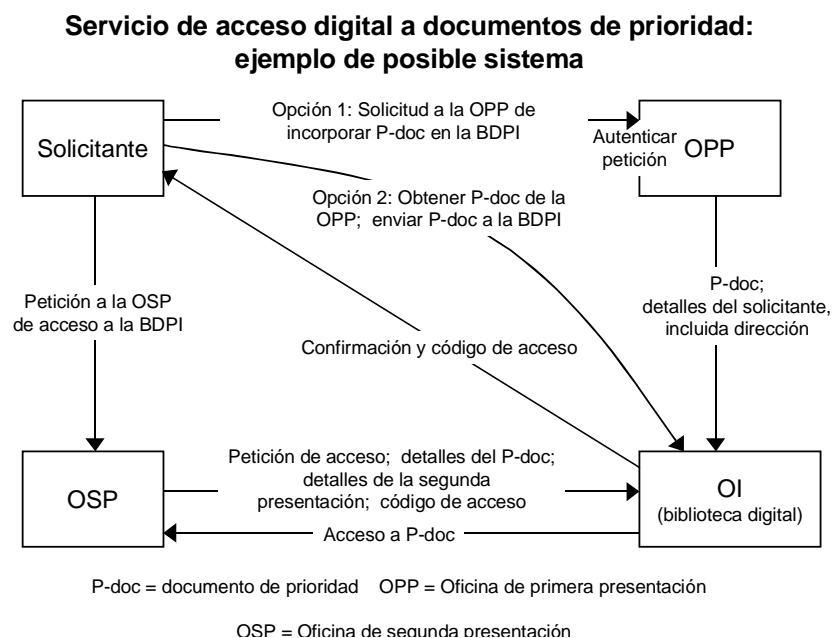 Servicio de acceso digital a documentos de prioridad:
ejemplo de posible sistema
Opción 1: Solicitud a la OPP de
incorporar P-doc en la BDPI
Solicitante
Autenticar
petición
OPP
Opción 2: Obtener P-doc de la
OPP; enviar P-doc a la BDPI
P-doc;
detalles del solicitante,
incluida dirección
Petición a la OSP
de acceso a la BDPI
Confirmación y código de acceso
Petición de acceso; detalles del P-doc;
detalles de la segunda
presentación; código de acceso
OSP
OI
(biblioteca digital)
Acceso a P-doc
P-doc = documento de prioridad OPP = Oficina de primera presentación
OSP = Oficina de segunda presentación